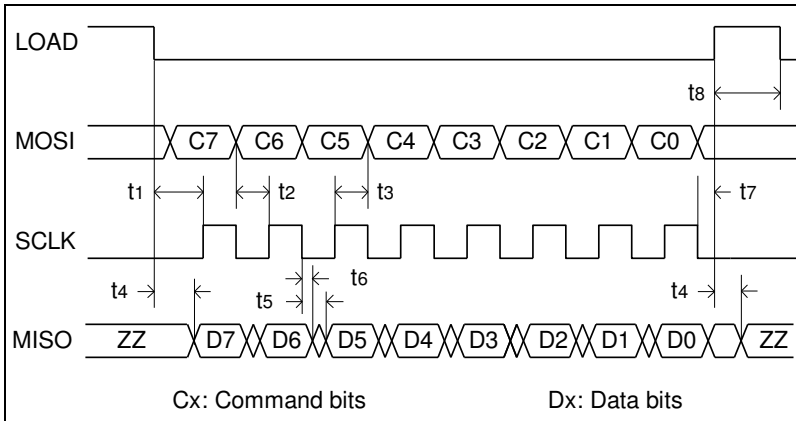 LOAD
t8
MOSI C7 C6 C5 C4 C3 C2 C1 C0
t1 t2 t3 t7
SCLK
t4 t5 t6 t4
MISO ZZ D7 D6 D5 D4 D3 D2 D1 D0 ZZ
Cx: Command bits Dx: Data bits